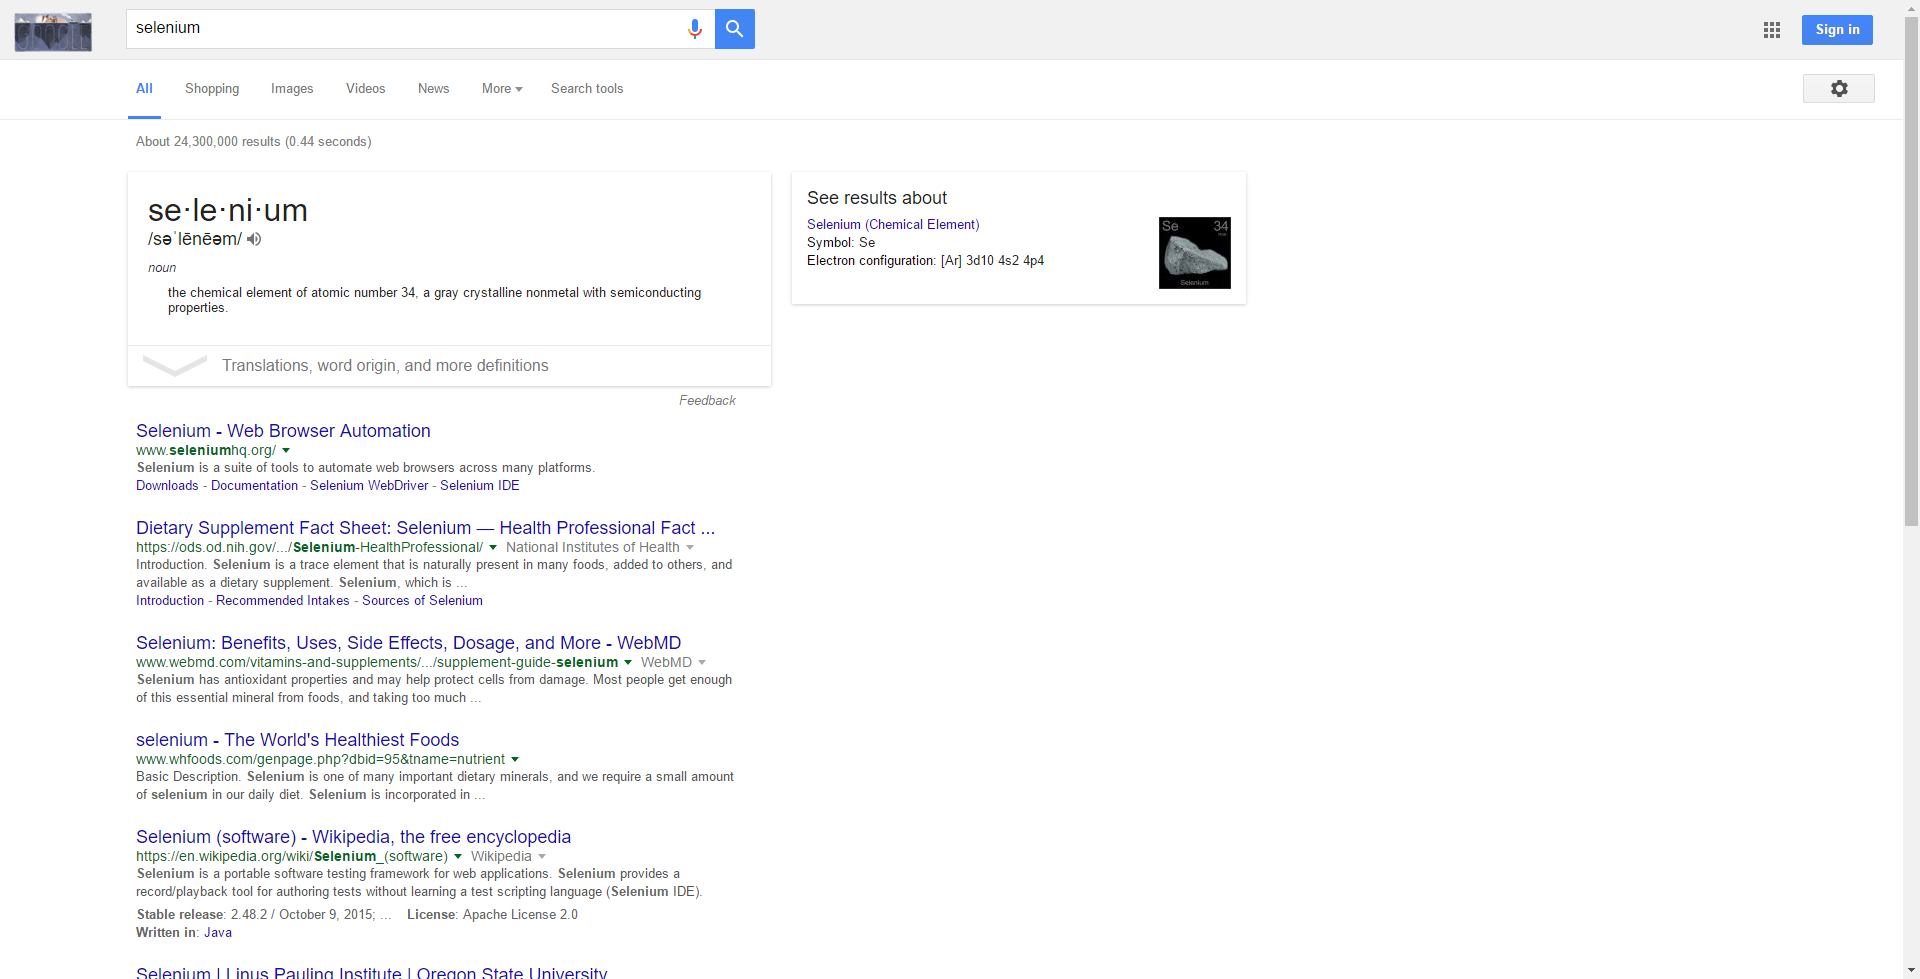 selenium
Sign in
All Shopping Images Videos News More Search tools
About 24,300,000 results (0.44 seconds)
se·le·ni·um
/səˈlēnēəm/
noun
the chemical element of atomic number 34, a gray crystalline nonmetal with semiconducting
properties.
Translations, word origin, and more definitions
Feedback
See results about
Selenium (Chemical Element)
Symbol: Se
Electron configuration: [Ar] 3d10 4s2 4p4
Se 34
Selenium
Selenium - Web Browser Automation
www.seleniumhq.org/
Selenium is a suite of tools to automate web browsers across many platforms.
Downloads - Documentation - Selenium WebDriver - Selenium IDE
Dietary Supplement Fact Sheet: Selenium — Health Professional Fact ...
https://ods.od.nih.gov/.../Selenium-HealthProfessional/ National Institutes of Health
Introduction. Selenium is a trace element that is naturally present in many foods, added to others, and
available as a dietary supplement. Selenium, which is ...
Introduction - Recommended Intakes - Sources of Selenium
Selenium: Benefits, Uses, Side Effects, Dosage, and More - WebMD
www.webmd.com/vitamins-and-supplements/.../supplement-guide-selenium WebMD
Selenium has antioxidant properties and may help protect cells from damage. Most people get enough
of this essential mineral from foods, and taking too much ...
selenium - The World's Healthiest Foods
www.whfoods.com/genpage.php?dbid=95&tname=nutrient
Basic Description. Selenium is one of many important dietary minerals, and we require a small amount
of selenium in our daily diet. Selenium is incorporated in ...
Selenium (software) - Wikipedia, the free encyclopedia
https://en.wikipedia.org/wiki/Selenium_(software) Wikipedia
Selenium is a portable software testing framework for web applications. Selenium provides a
record/playback tool for authoring tests without learning a test scripting language (Selenium IDE).
Stable release: 2.48.2 / October 9, 2015; ... License: Apache License 2.0
Written in: Java
Selenium | Linus Pauling Institute | Oregon State University